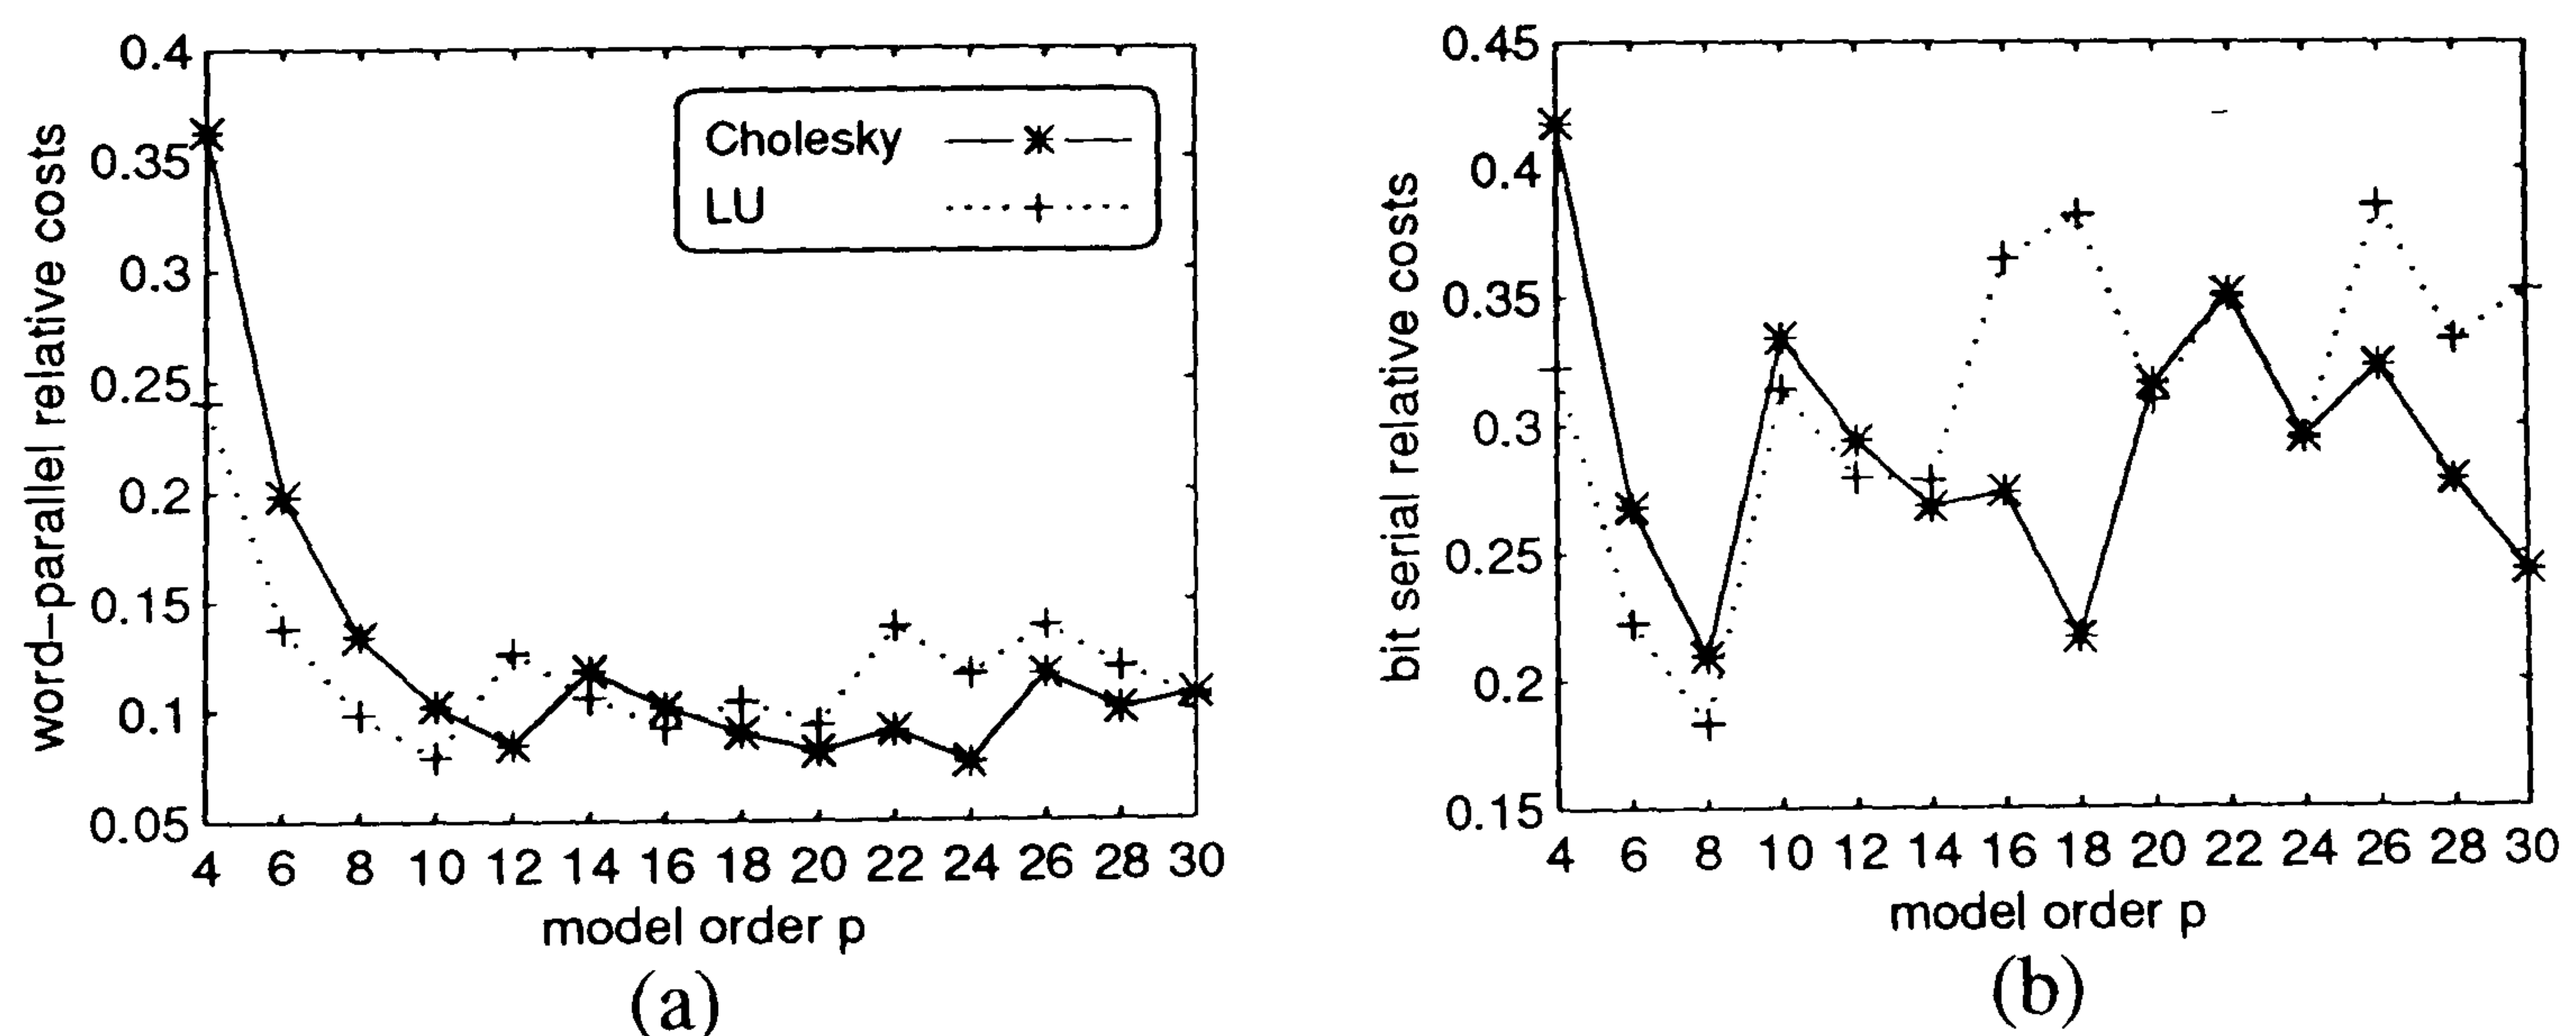 word-parallel relative costs
0.4
0.35
0.3
0.25
0.2
0.15
0.1
0.05
Cholesky
LU
4 6 8 10 12 14 16 18 20 22 24 26 28 30
model order p
(a)
bit serial relative costs
0.45
0.4
0.35
0.3
0.25
0.2
0.15
4 6 8 10 12 14 16 18 20 22 24 26 28 30
model order p
(b)